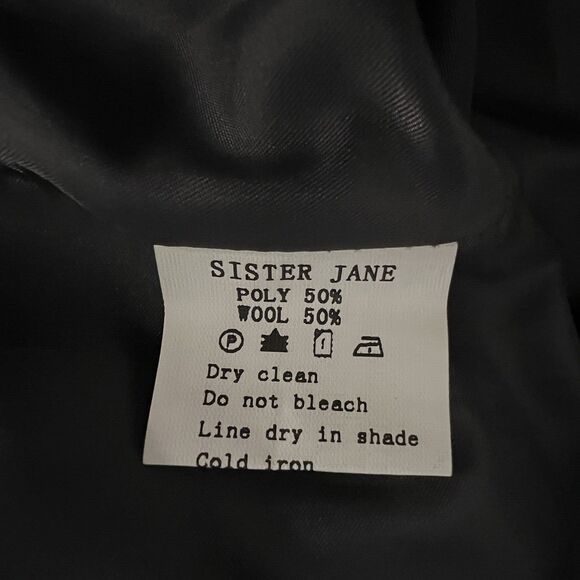 SISTER JANE
POLY 50%
WOOL 50%
P
Dry clean
Do not bleach
Line dry in shade
Cold iron